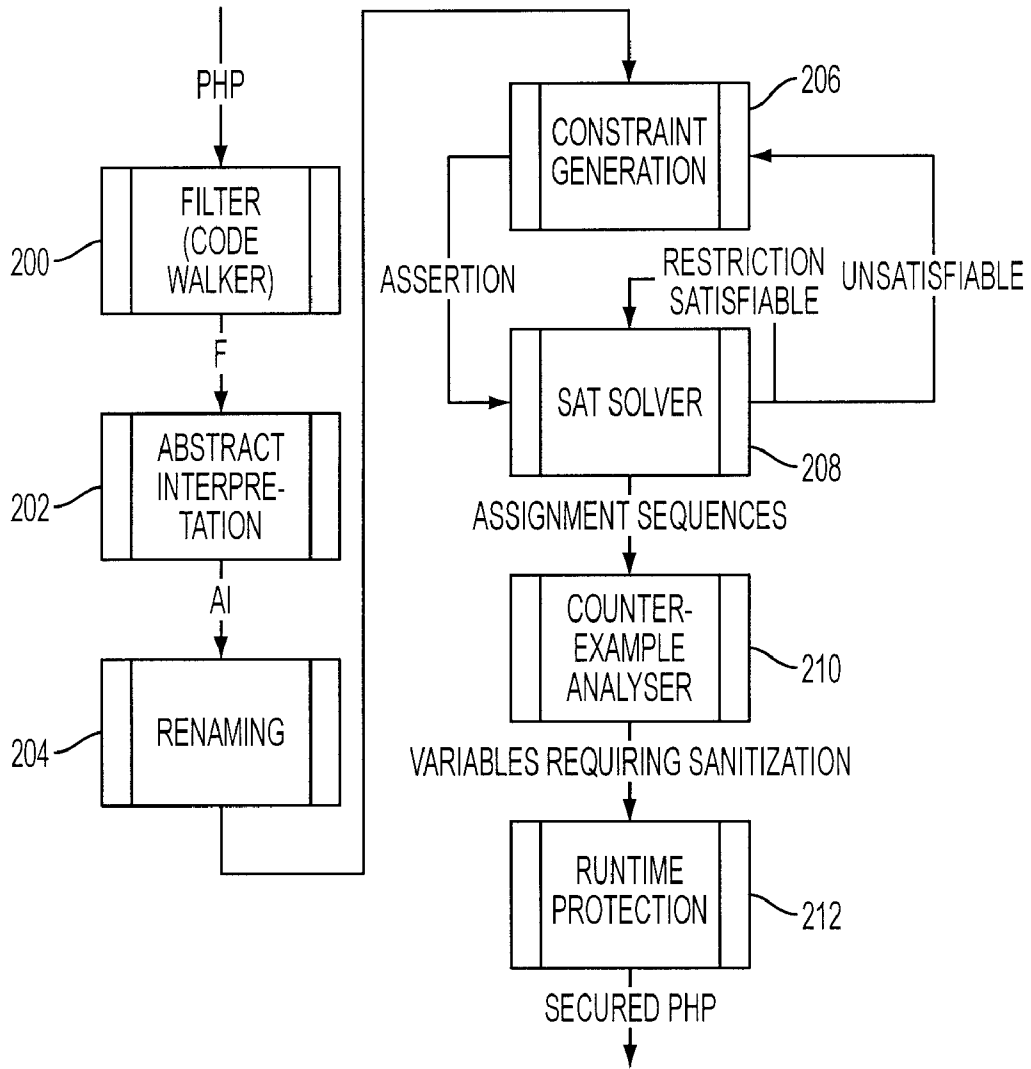 PHP
FILTER
(CODE
WALKER)
200
F
ABSTRACT
INTERPRE-
TATION
202
AI
RENAMING
204
206
CONSTRAINT
GENERATION
ASSERTION
RESTRICTION
SATISFIABLE
UNSATISFIABLE
SAT SOLVER
208
ASSIGNMENT SEQUENCES
COUNTER-
EXAMPLE
ANALYSER
210
VARIABLES REQUIRING SANITIZATION
RUNTIME
PROTECTION
212
SECURED PHP